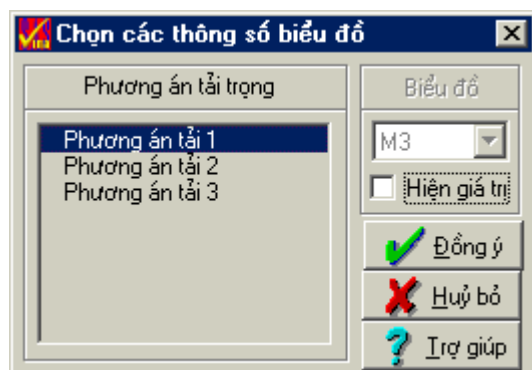 Chọn các thông số biểu đồ
Phương án tải trọng
Phương án tải 1
Phương án tải 2
Phương án tải 3
Biểu đồ
M3
Hiện giá trị
Đồng ý
Huỷ bỏ
Trợ giúp